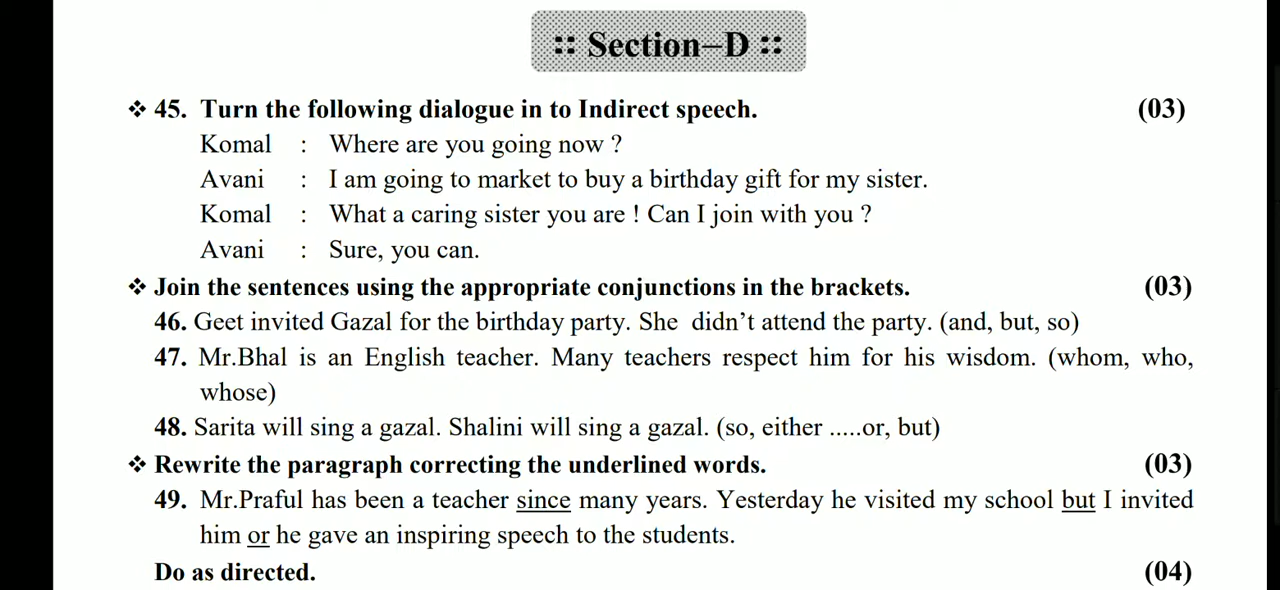 :: Section–D ::
❖ 45. Turn the following dialogue in to Indirect speech. (03)
Komal : Where are you going now ?
Avani : I am going to market to buy a birthday gift for my sister.
Komal : What a caring sister you are ! Can I join with you ?
Avani : Sure, you can.
❖ Join the sentences using the appropriate conjunctions in the brackets. (03)
46. Geet invited Gazal for the birthday party. She didn’t attend the party. (and, but, so)
47. Mr.Bhal is an English teacher. Many teachers respect him for his wisdom. (whom, who,
whose)
48. Sarita will sing a gazal. Shalini will sing a gazal. (so, either .....or, but)
❖ Rewrite the paragraph correcting the underlined words. (03)
49. Mr.Praful has been a teacher since many years. Yesterday he visited my school but I invited
him or he gave an inspiring speech to the students.
Do as directed. (04)